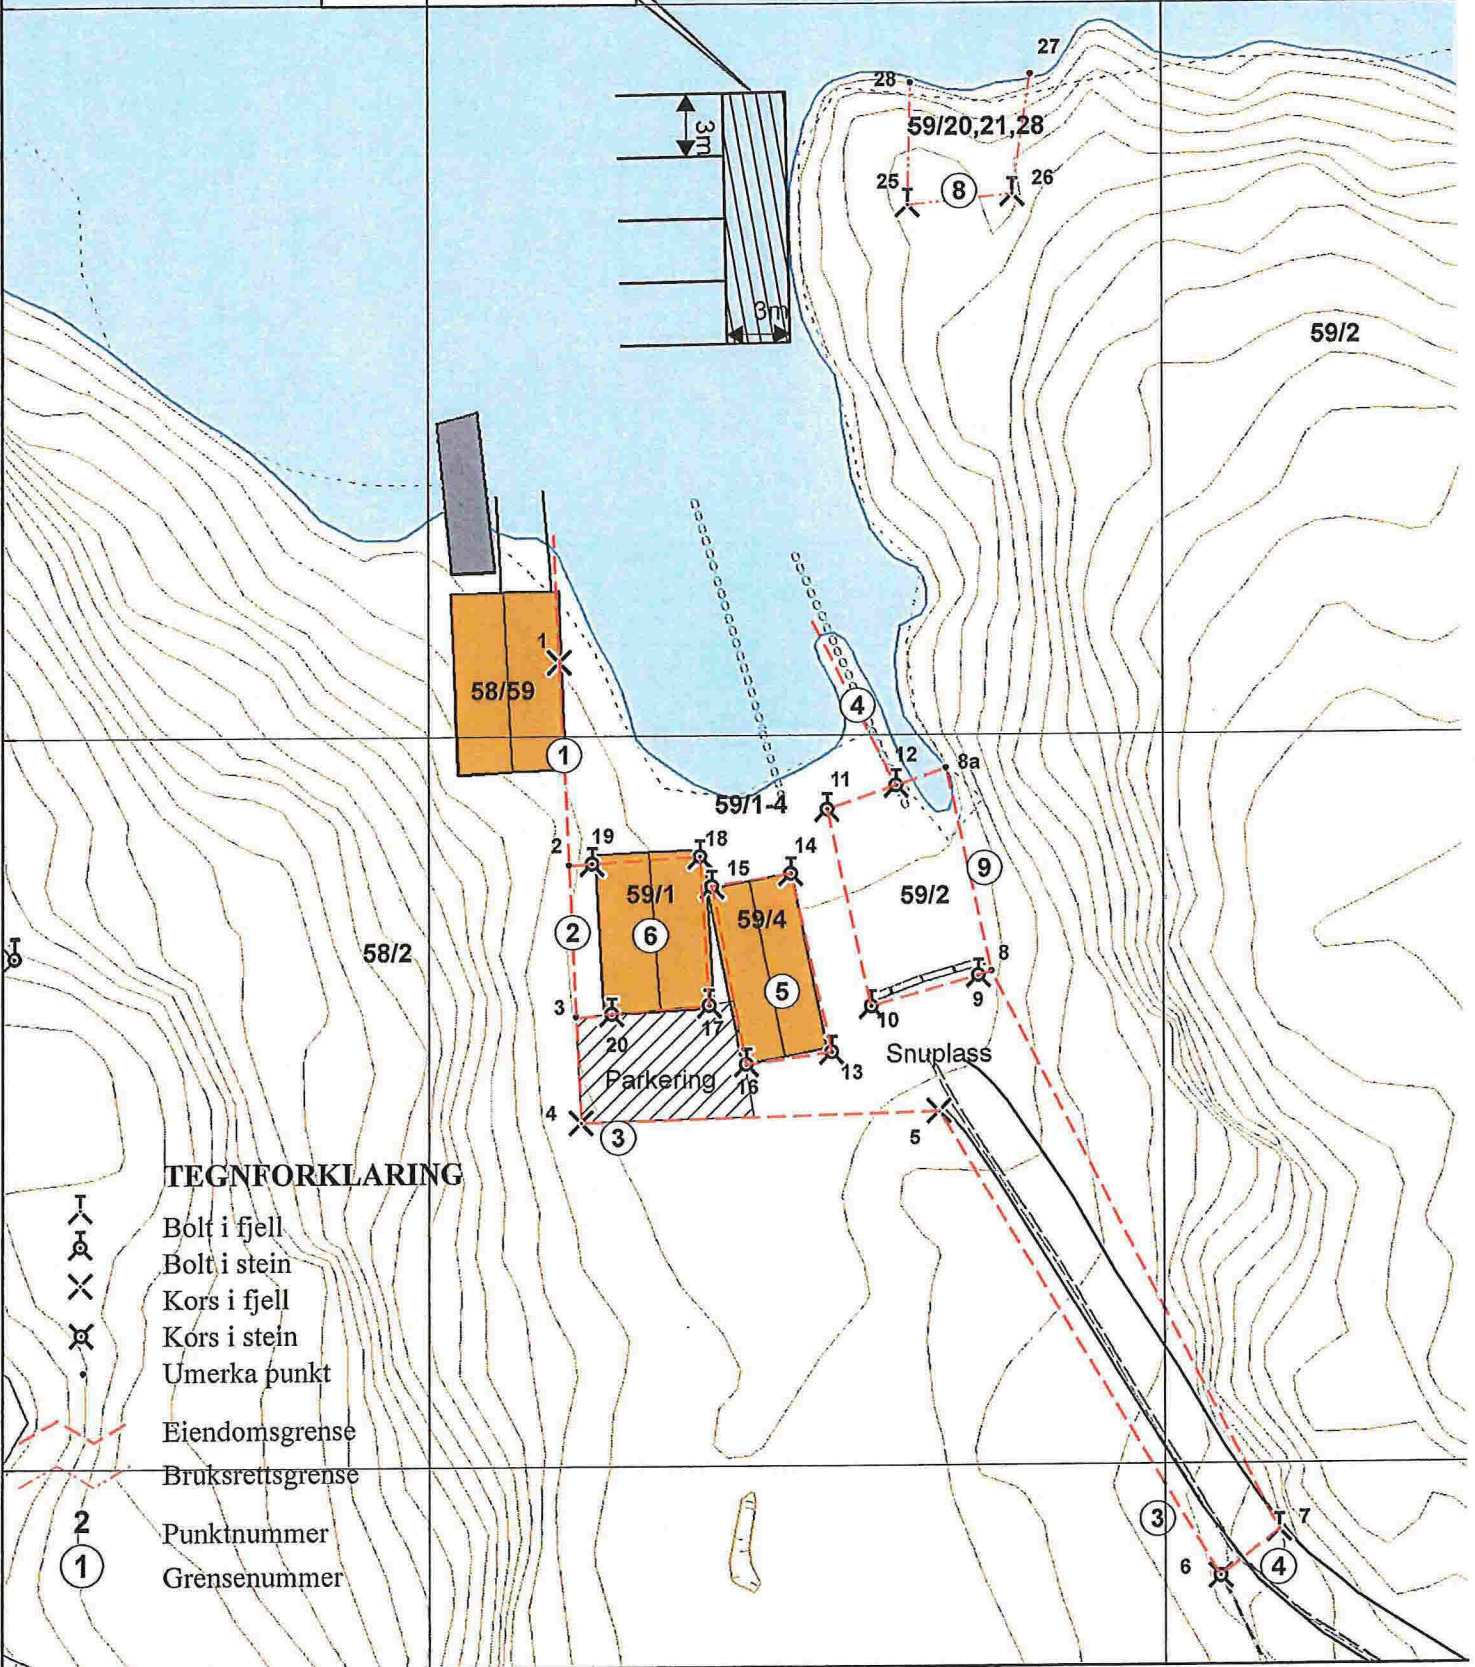 27
28
3m
59/20,21,28
25
8
26
3m
59/2
1
58/59
4
1
12
8a
11
59/1-4
19
18
2
14
15
9
59/1
59/2
59/4
2
6
58/2
8
5
9
3
10
17
20
Snuplass
13
Parkering
16
4
3
5
TEGNFORKLARING
Bolt i fjell
Bolt i stein
Kors i fjell
Kors i stein
Umerka punkt
Eiendomsgrense
Bruksrettsgrense
2
Punktnummer
3
7
1
Grensenummer
6
4